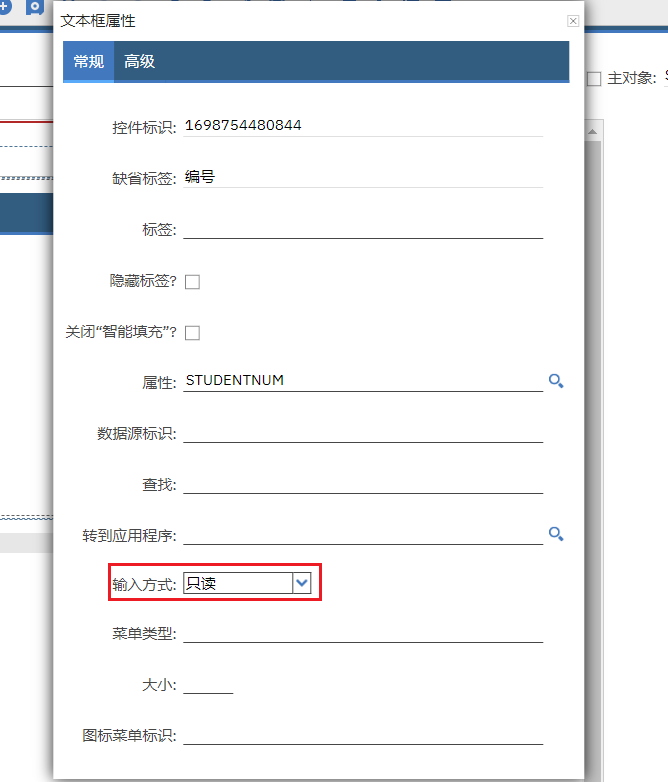 文本框属性
常规 高级
主对象:
控件标识: 1698754480844
缺省标签: 编号
标签:
隐藏标签?
关闭“智能填充”?
属性: STUDENTNUM
数据源标识:
查找:
转到应用程序:
输入方式: 只读
菜单类型:
大小:
图标菜单标识: